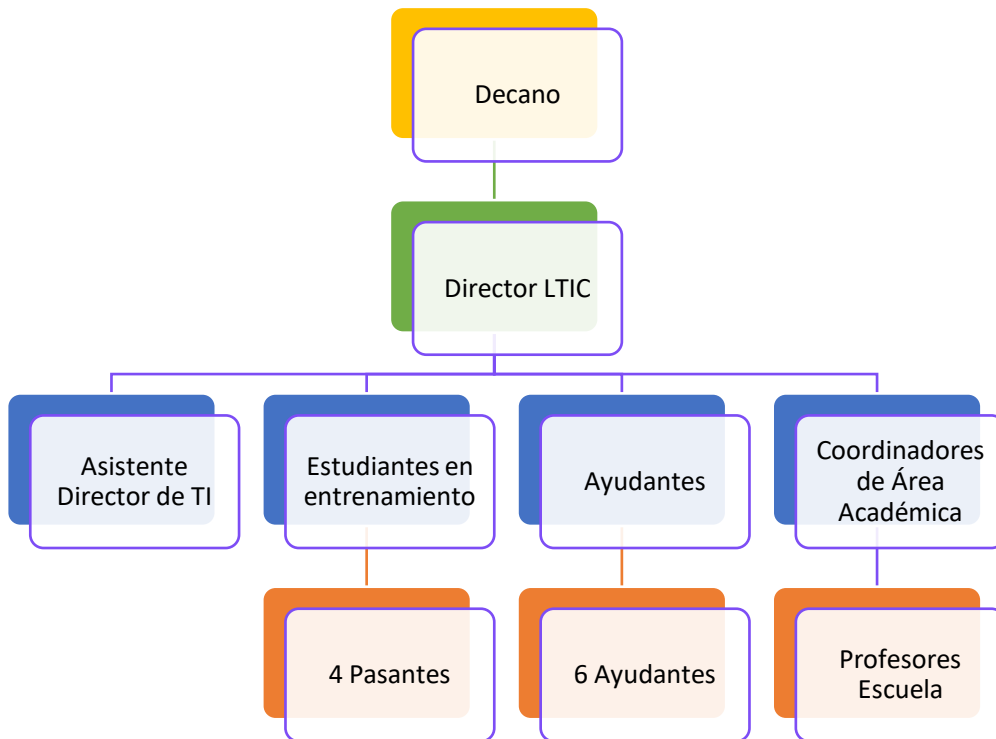 Decano
Director LTIC
Asistente
Director de TI
Estudiantes en
entrenamiento
Ayudantes
Coordinadores
de Área
Académica
4 Pasantes
6 Ayudantes
Profesores
Escuela